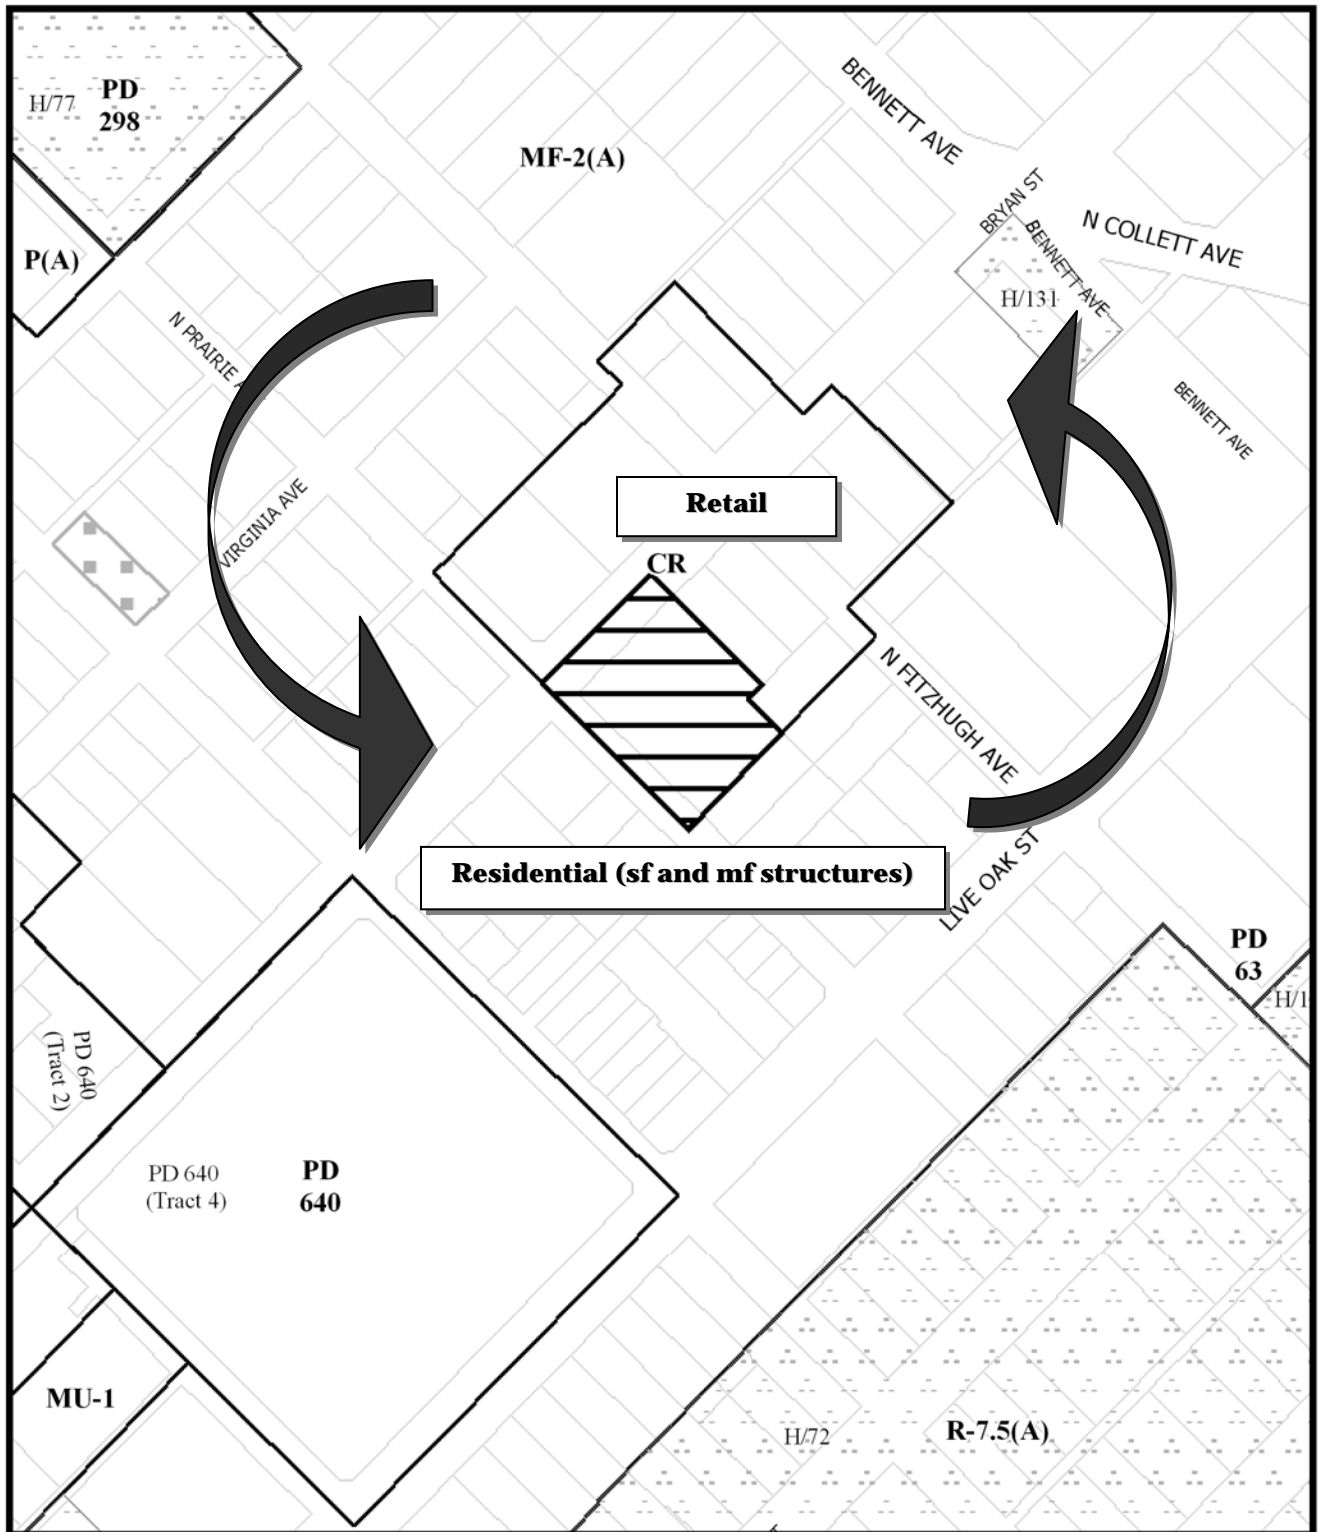 BENNETT AVE
PD
298
H/77
MF-2(A)
BRYAN ST
N COLLETT AVE
BENNETT AVE
P(A)
H/131
N PRAIRIE
BENNETT AVE
Retail
VIRGINIA AVE
CR
N FITZHUGH AVE
Residential (sf and mf structures)
LIVE OAK ST
PD
63
H/1
PD 640
(Tract 2)
PD 640
(Tract 4)
PD
640
MU-1
H/72
R-7.5(A)